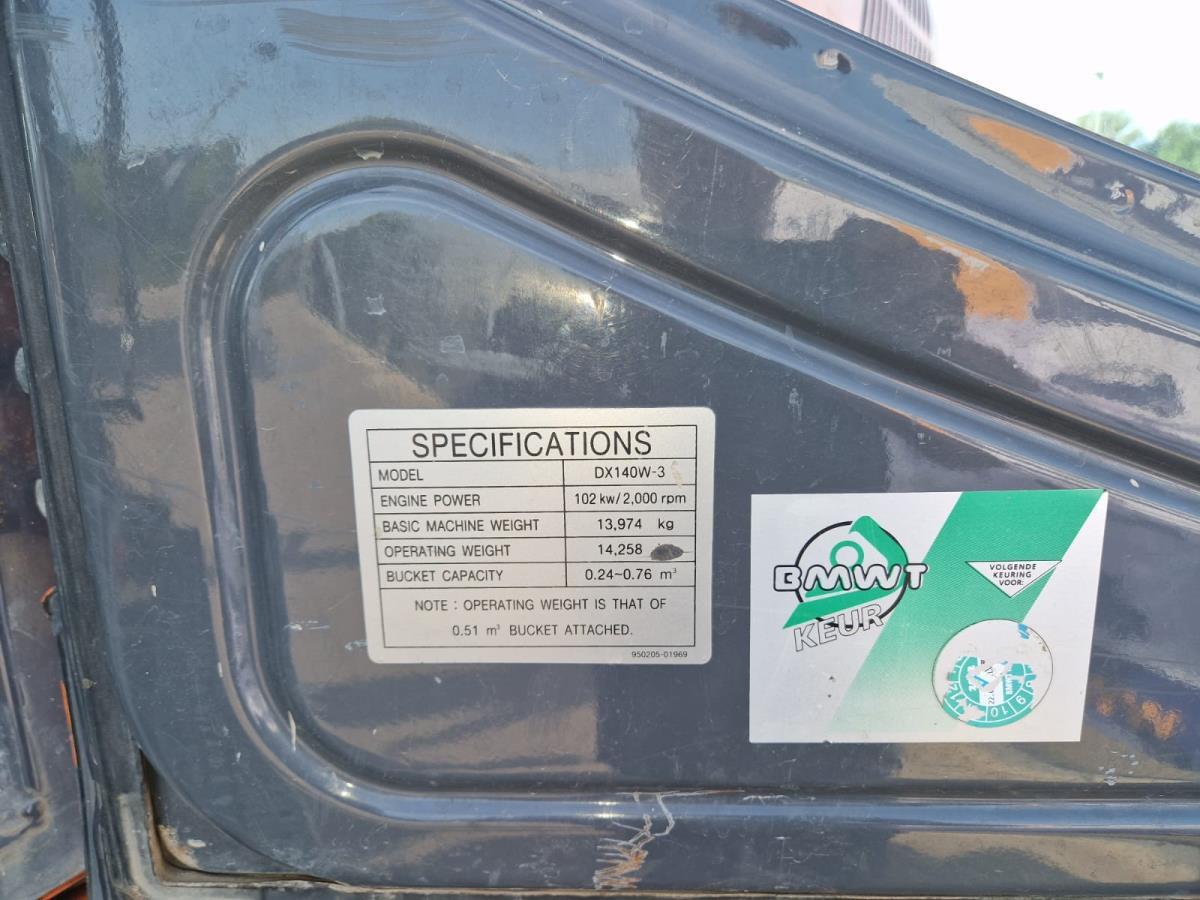 SPECIFICATIONS
MODEL DX140W-3
ENGINE POWER 102 kw/2,000 rpm
BASIC MACHINE WEIGHT 13,974 kg
OPERATING WEIGHT 14,258
BUCKET CAPACITY 0.24~0.76 m³
NOTE : OPERATING WEIGHT IS THAT OF
0.51 m³ BUCKET ATTACHED.
950205-01969
BMWT
KEUR
VOLGENDE
KEURING
VOOR:
9 10